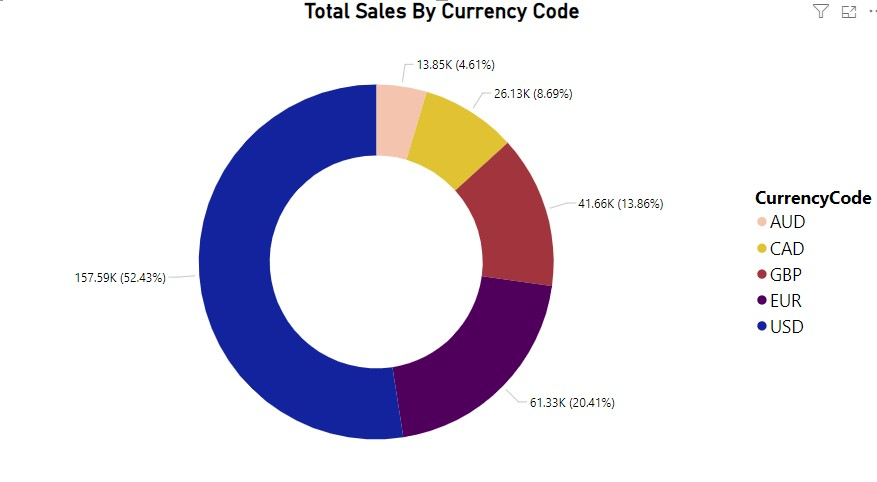 Total Sales By Currency Code
13.85K (4.61%)
26.13K (8.69%)
41.66K (13.86%)
61.33K (20.41%)
157.59K (52.43%)
CurrencyCode
AUD
CAD
GBP
EUR
USD